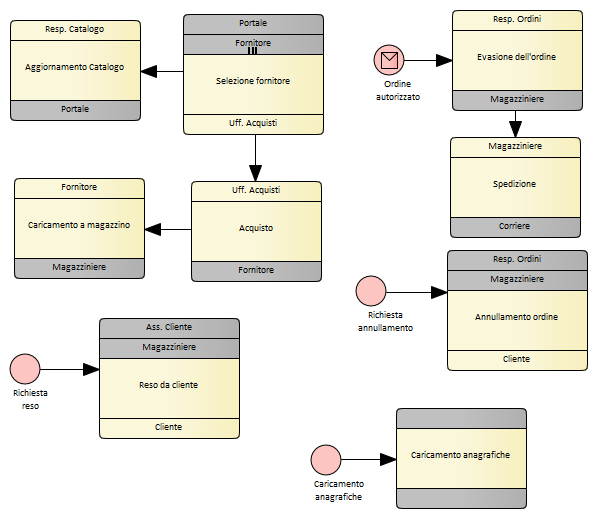 Resp. Catalogo
Aggiornamento Catalogo
Portale
Portale
Fornitore
Selezione fornitore
Uff. Acquisti
Ordine
autorizzato
Resp. Ordini
Evasione dell'ordine
Magazziniere
Magazziniere
Spedizione
Corriere
Fornitore
Caricamento a magazzino
Magazziniere
Uff. Acquisti
Acquisto
Fornitore
Richiesta
annullamento
Resp. Ordini
Magazziniere
Annullamento ordine
Cliente
Richiesta
reso
Ass. Cliente
Magazziniere
Reso da cliente
Cliente
Caricamento
anagrafiche
Caricamento anagrafiche